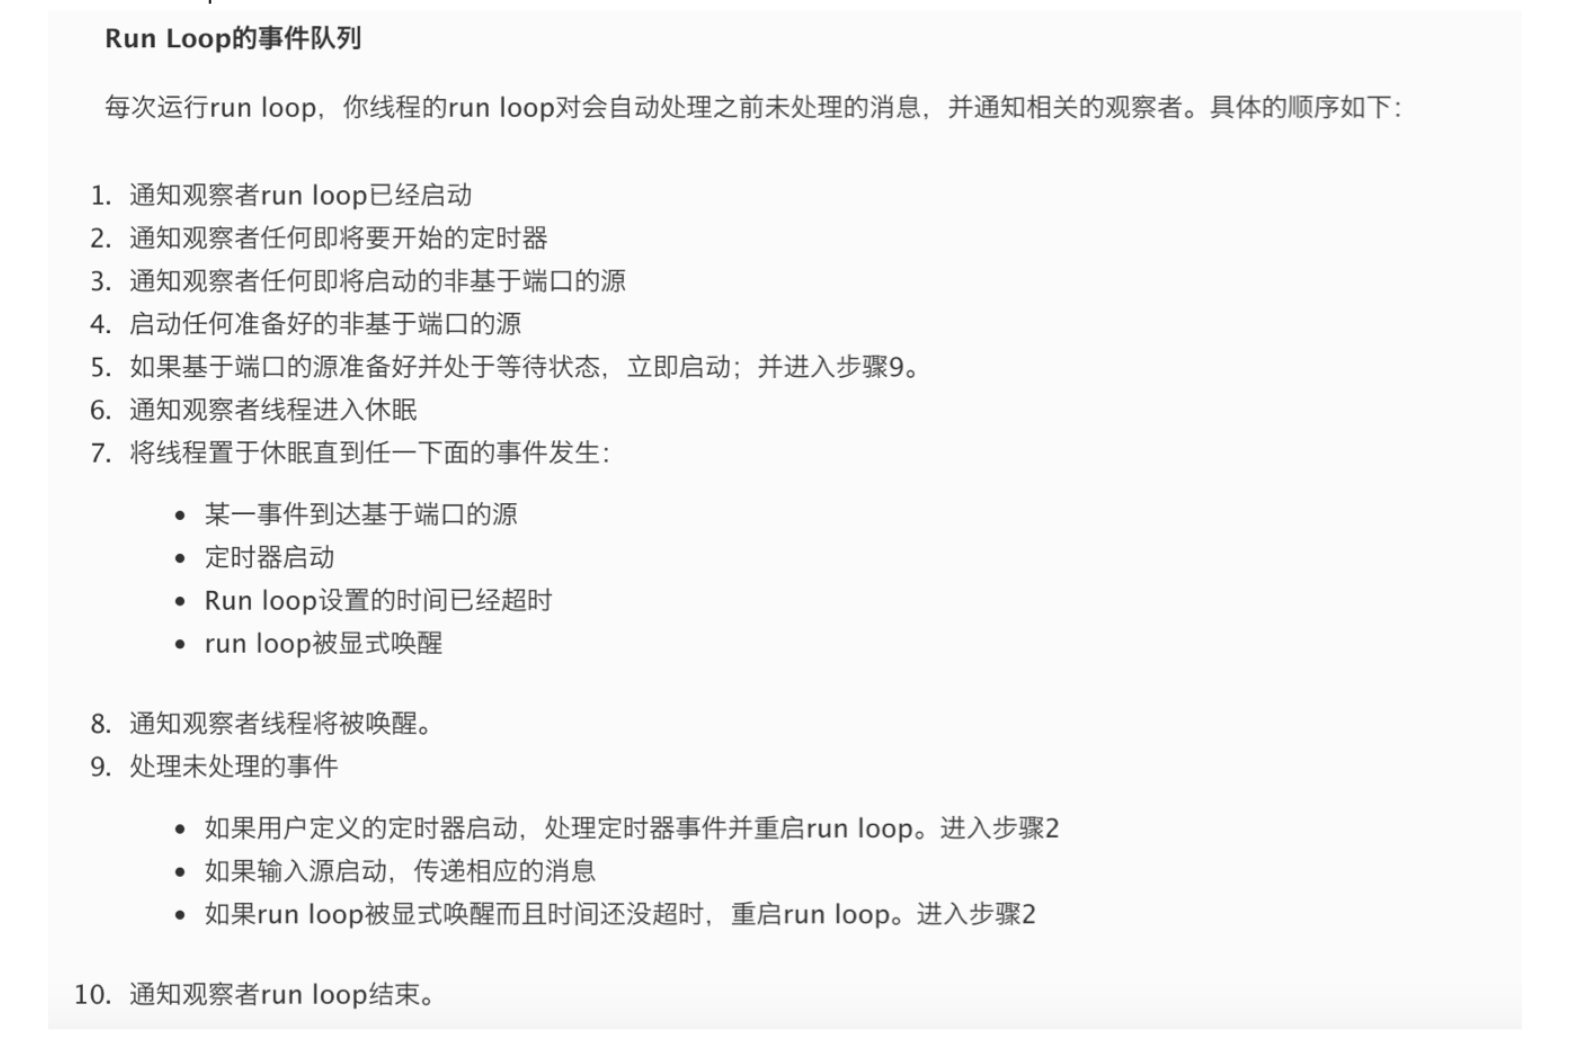 Run Loop的事件队列
每次运行run loop，你线程的run loop对会自动处理之前未处理的消息，并通知相关的观察者。具体的顺序如下：
1. 通知观察者run loop已经启动
2. 通知观察者任何即将要开始的定时器
3. 通知观察者任何即将启动的非基于端口的源
4. 启动任何准备好的非基于端口的源
5. 如果基于端口的源准备好并处于等待状态，立即启动；并进入步骤9。
6. 通知观察者线程进入休眠
7. 将线程置于休眠直到任一下面的事件发生：
• 某一事件到达基于端口的源
• 定时器启动
• Run loop设置的时间已经超时
• run loop被显式唤醒
8. 通知观察者线程将被唤醒。
9. 处理未处理的事件
• 如果用户定义的定时器启动，处理定时器事件并重启run loop。进入步骤2
• 如果输入源启动，传递相应的消息
• 如果run loop被显式唤醒而且时间还没超时，重启run loop。进入步骤2
10. 通知观察者run loop结束。